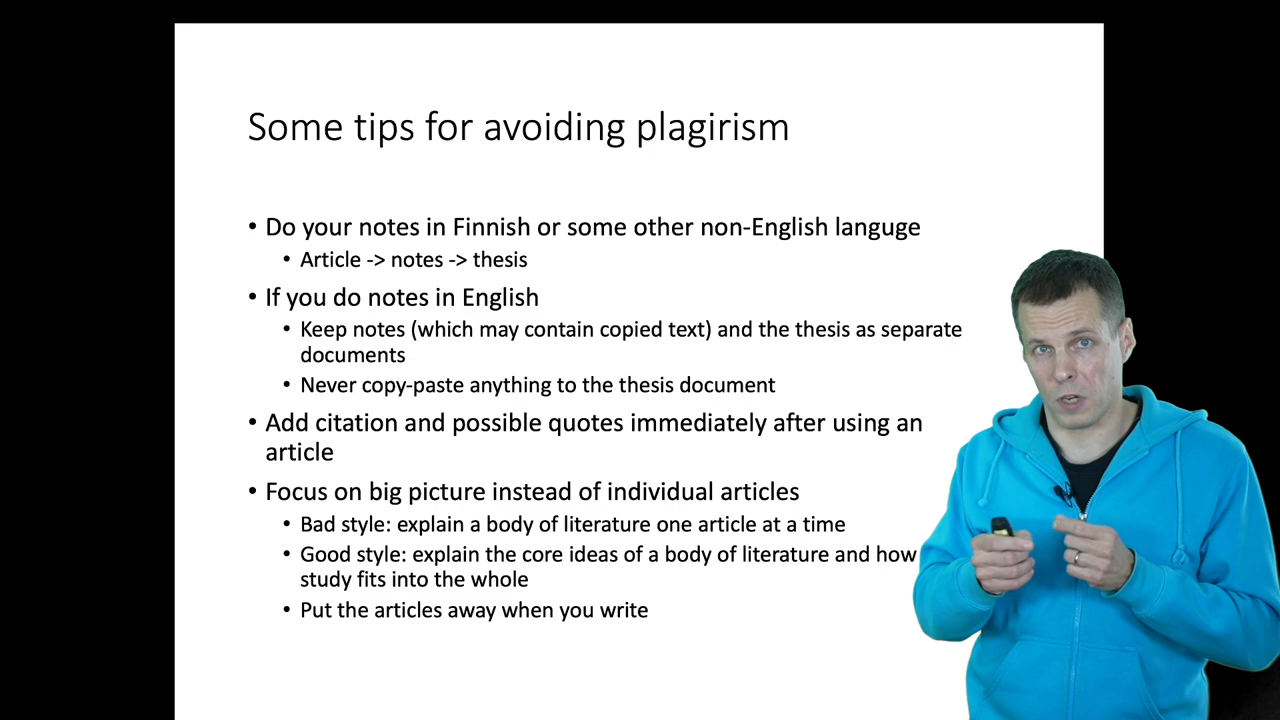 Some tips for avoiding plagirism
• Do your notes in Finnish or some other non-English languge
• Article -> notes -> thesis
• If you do notes in English
• Keep notes (which may contain copied text) and the thesis as separate
documents
• Never copy-paste anything to the thesis document
• Add citation and possible quotes immediately after using an
article
• Focus on big picture instead of individual articles
• Bad style: explain a body of literature one article at a time
• Good style: explain the core ideas of a body of literature and how
study fits into the whole
• Put the articles away when you write